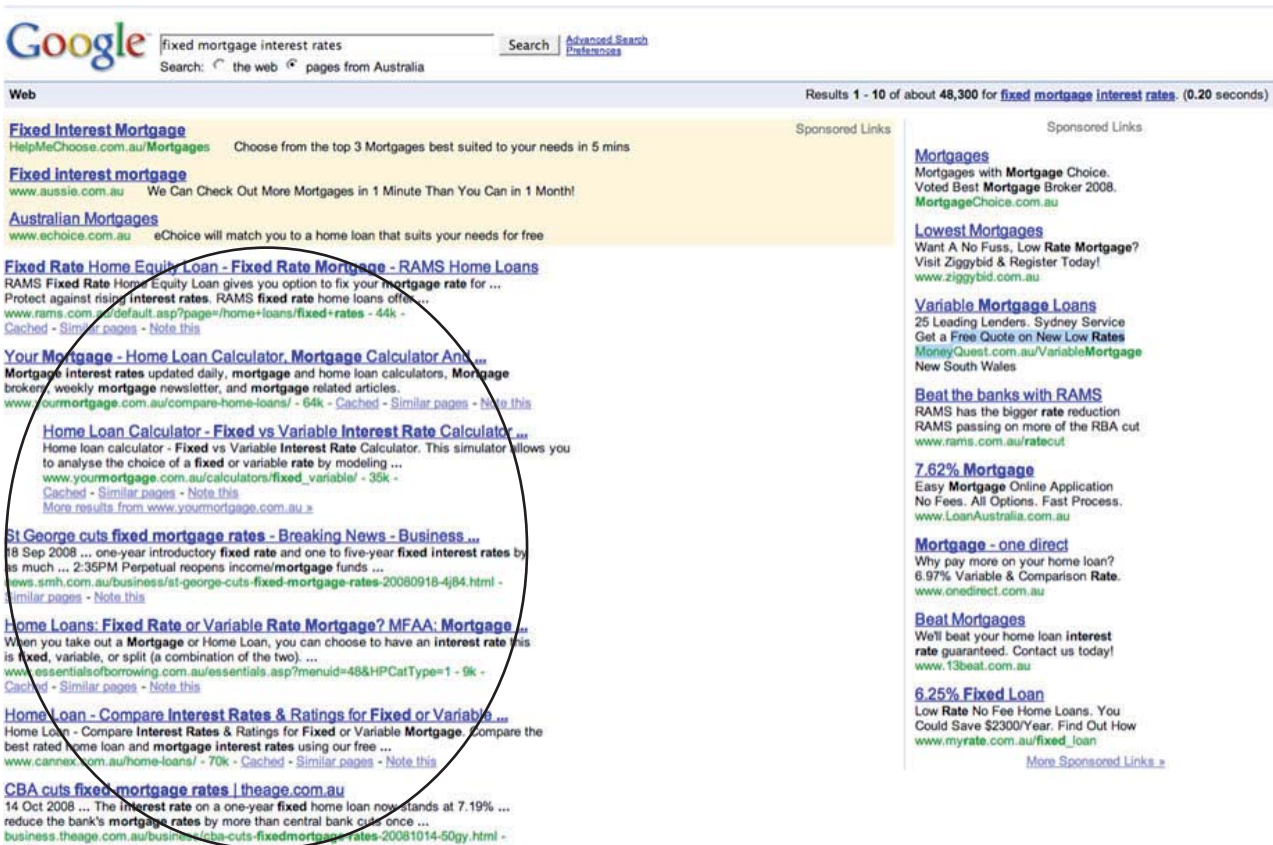 Google
fixed mortgage interest rates
Search
Advanced Search
Preferences
Search: the web pages from Australia
Web
Results 1 - 10 of about 48,300 for fixed mortgage interest rates. (0.20 seconds)
Fixed Interest Mortgage
Sponsored Links
HelpMeChoose.com.au/Mortgages Choose from the top 3 Mortgages best suited to your needs in 5 mins
Fixed interest mortgage
www.aussie.com.au We Can Check Out More Mortgages in 1 Minute Than You Can in 1 Month!
Australian Mortgages
www.echoice.com.au eChoice will match you to a home loan that suits your needs for free
Fixed Rate Home Equity Loan - Fixed Rate Mortgage - RAMS Home Loans
RAMS Fixed Rate Home Equity Loan gives you option to fix your mortgage rate for ...
Protect against rising interest rates. RAMS fixed rate home loans offer ...
www.rams.com.au/default.asp?page=/home+loans/fixed+rates - 44k -
Cached - Similar pages - Note this
Your Mortgage - Home Loan Calculator, Mortgage Calculator And ...
Mortgage interest rates updated daily, mortgage and home loan calculators, Mortgage
brokers, weekly mortgage newsletter, and mortgage related articles.
www.yourmortgage.com.au/compare-home-loans/ - 64k - Cached - Similar pages - Note this
Home Loan Calculator - Fixed vs Variable Interest Rate Calculator ...
Home loan calculator - Fixed vs Variable Interest Rate Calculator. This simulator allows you
to analyse the choice of a fixed or variable rate by modeling ...
www.yourmortgage.com.au/calculators/fixed_variable/ - 35k -
Cached - Similar pages - Note this
More results from www.yourmortgage.com.au »
St George cuts fixed mortgage rates - Breaking News - Business ...
18 Sep 2008 ... one-year introductory fixed rate and one to five-year fixed interest rates by
as much ... 2:35PM Perpetual reopens income/mortgage funds ...
news.smh.com.au/business/st-george-cuts-fixed-mortgage-rates-20080918-4j84.html -
Similar pages - Note this
Home Loans: Fixed Rate or Variable Rate Mortgage? MFAA: Mortgage ...
When you take out a Mortgage or Home Loan, you can choose to have an interest rate this
is fixed, variable, or split (a combination of the two). ...
www.essentialsofborrowing.com.au/essentials.asp?menuid=48&HPCatType=1 - 9k -
Cached - Similar pages - Note this
Home Loan - Compare Interest Rates & Ratings for Fixed or Variable ...
Home Loan - Compare Interest Rates & Ratings for Fixed or Variable Mortgage. Compare the
best rated home loan and mortgage interest rates using our free ...
www.cannex.com.au/home-loans/ - 70k - Cached - Similar pages - Note this
CBA cuts fixed mortgage rates | theage.com.au
14 Oct 2008 ... The interest rate on a one-year fixed home loan now stands at 7.19% ...
reduce the bank's mortgage rates by more than central bank cuts once ...
business.theage.com.au/business/cba-cuts-fixedmortgage-rates-20081014-50gy.html -
Sponsored Links
Mortgages
Mortgages with Mortgage Choice.
Voted Best Mortgage Broker 2008.
MortgageChoice.com.au
Lowest Mortgages
Want A No Fuss, Low Rate Mortgage?
Visit Ziggybid & Register Today!
www.ziggybid.com.au
Variable Mortgage Loans
25 Leading Lenders. Sydney Service
Get a Free Quote on New Low Rates
MoneyQuest.com.au/VariableMortgage
New South Wales
Beat the banks with RAMS
RAMS has the bigger rate reduction
RAMS passing on more of the RBA cut
www.rams.com.au/ratecut
7.62% Mortgage
Easy Mortgage Online Application
No Fees. All Options. Fast Process.
www.LoanAustralia.com.au
Mortgage - one direct
Why pay more on your home loan?
6.97% Variable & Comparison Rate.
www.onedirect.com.au
Beat Mortgages
We'll beat your home loan interest
rate guaranteed. Contact us today!
www.13beat.com.au
6.25% Fixed Loan
Low Rate No Fee Home Loans. You
Could Save $2300/Year. Find Out How
www.myrate.com.au/fixed_loan
More Sponsored Links »